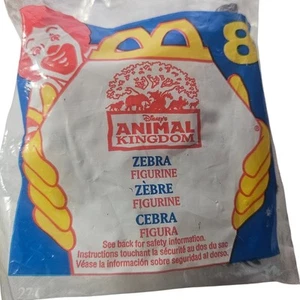 8
Disney's
ANIMAL
KINGDOM
ZEBRA
FIGURINE
ZÈBRE
FIGURINE
CEBRA
FIGURA
See back for safety information.
Instructions touchant la sécurité au dos du sac
Véase la información sobre seguridad al dorso.